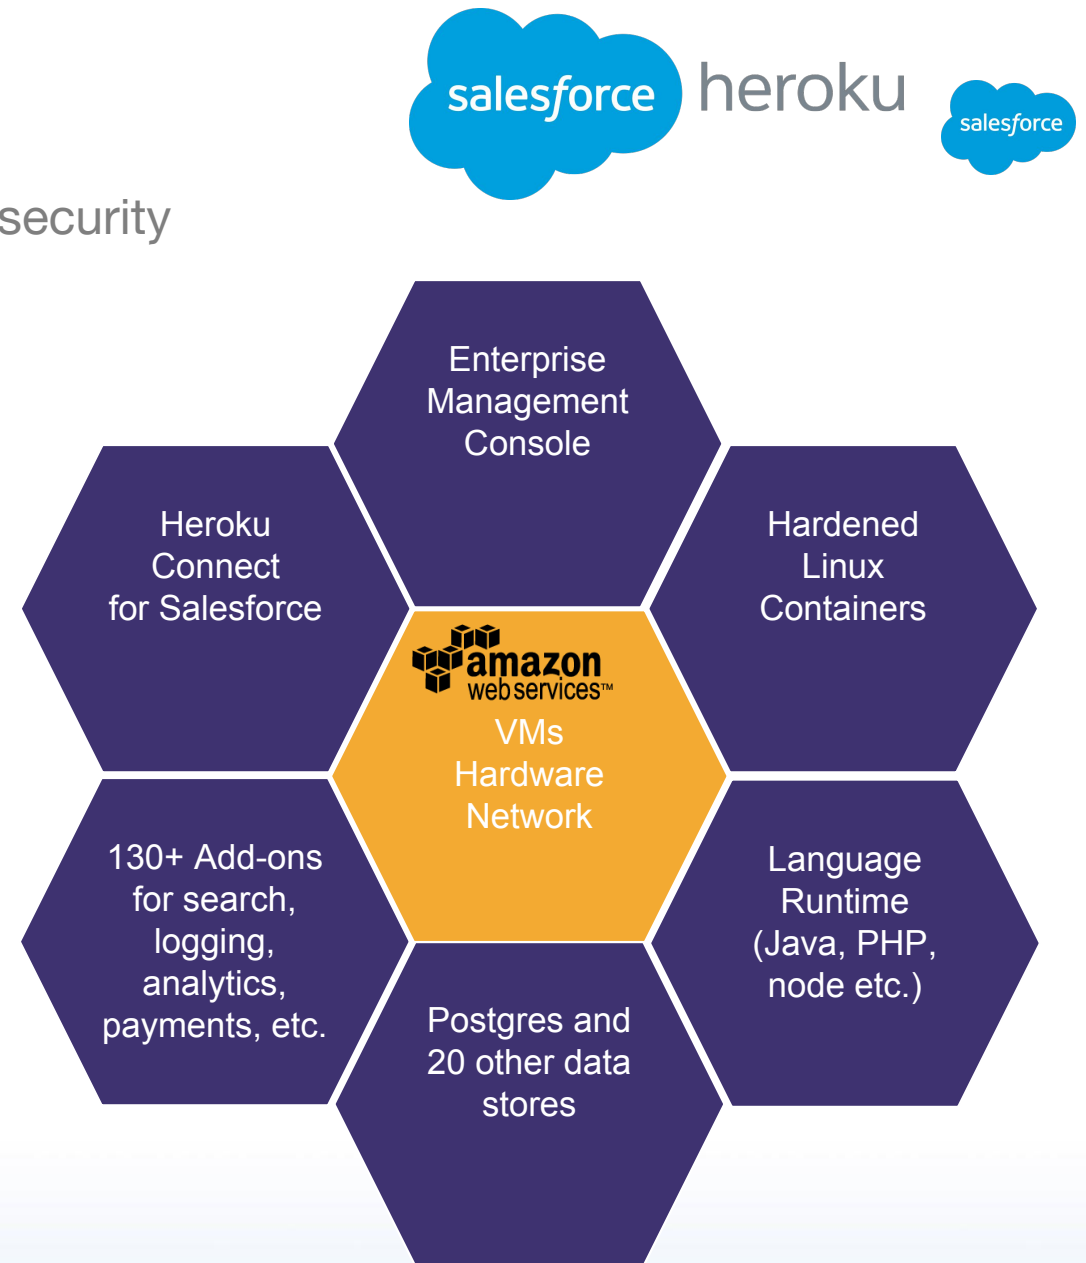 salesforce heroku
salesforce
security
Enterprise
Management
Console
Heroku
Connect
for Salesforce
Hardened
Linux
Containers
amazon
web services™
VMs
Hardware
Network
130+ Add-ons
for search,
logging,
analytics,
payments, etc.
Language
Runtime
(Java, PHP,
node etc.)
Postgres and
20 other data
stores